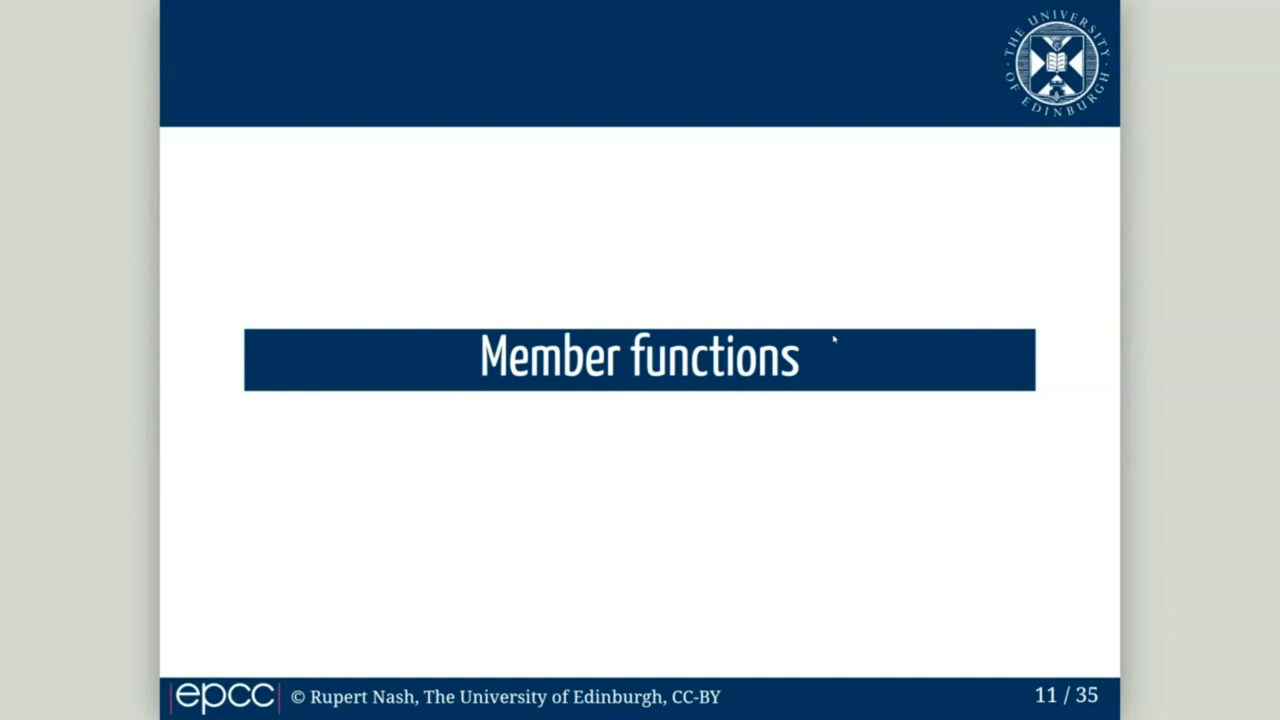 THE UNIVERSITY OF EDINBURGH
Member functions
epcc
© Rupert Nash, The University of Edinburgh, CC-BY
11 / 35